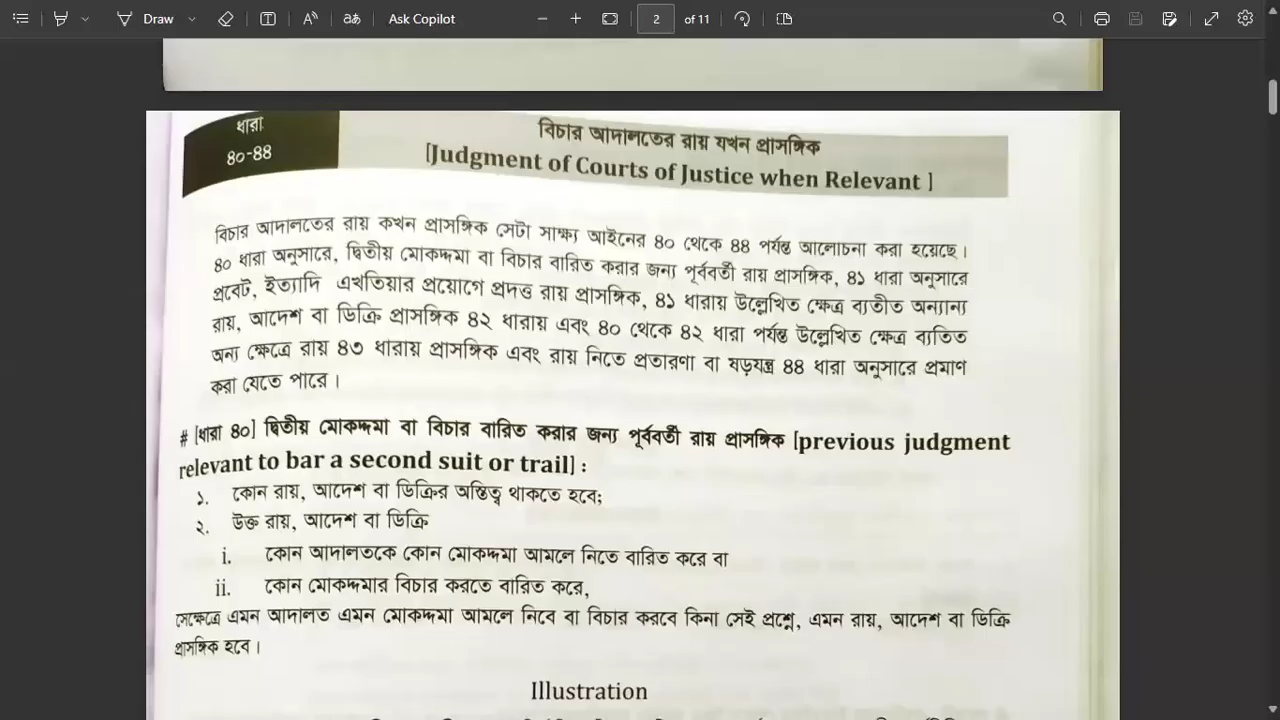 Draw
Ask Copilot
2 of 11
ধারা
৪০-৪৪
বিচার আদালতের রায় যখন প্রাসঙ্গিক
[Judgment of Courts of Justice when Relevant ]
বিচার আদালতের রায় কখন প্রাসঙ্গিক সেটা সাক্ষ্য আইনের ৪০ থেকে ৪৪ পর্যন্ত আলোচনা করা হয়েছে।
৪০ ধারা অনুসারে, দ্বিতীয় মোকদ্দমা বা বিচার বারিত করার জন্য পূর্ববর্তী রায় প্রাসঙ্গিক, ৪১ ধারা অনুসারে
প্রবেট, ইত্যাদি এখতিয়ার প্রয়োগে প্রদত্ত রায় প্রাসঙ্গিক, ৪১ ধারায় উল্লেখিত ক্ষেত্র ব্যতীত অন্যান্য
রায়, আদেশ বা ডিক্রি প্রাসঙ্গিক ৪২ ধারায় এবং ৪০ থেকে ৪২ ধারা পর্যন্ত উল্লেখিত ক্ষেত্র ব্যতিত
অন্য ক্ষেত্রে রায় ৪৩ ধারায় প্রাসঙ্গিক এবং রায় নিতে প্রতারণা বা ষড়যন্ত্র ৪৪ ধারা অনুসারে প্রমাণ
করা যেতে পারে।
# [ধারা ৪০] দ্বিতীয় মোকদ্দমা বা বিচার বারিত করার জন্য পূর্ববর্তী রায় প্রাসঙ্গিক [previous judgment
relevant to bar a second suit or trail] :
১. কোন রায়, আদেশ বা ডিক্রির অস্তিত্ব থাকতে হবে;
২. উক্ত রায়, আদেশ বা ডিক্রি
i. কোন আদালতকে কোন মোকদ্দমা আমলে নিতে বারিত করে বা
ii. কোন মোকদ্দমার বিচার করতে বারিত করে,
সেক্ষেত্রে এমন আদালত এমন মোকদ্দমা আমলে নিবে বা বিচার করবে কিনা সেই প্রশ্নে, এমন রায়, আদেশ বা ডিক্রি
প্রাসঙ্গিক হবে।
Illustration